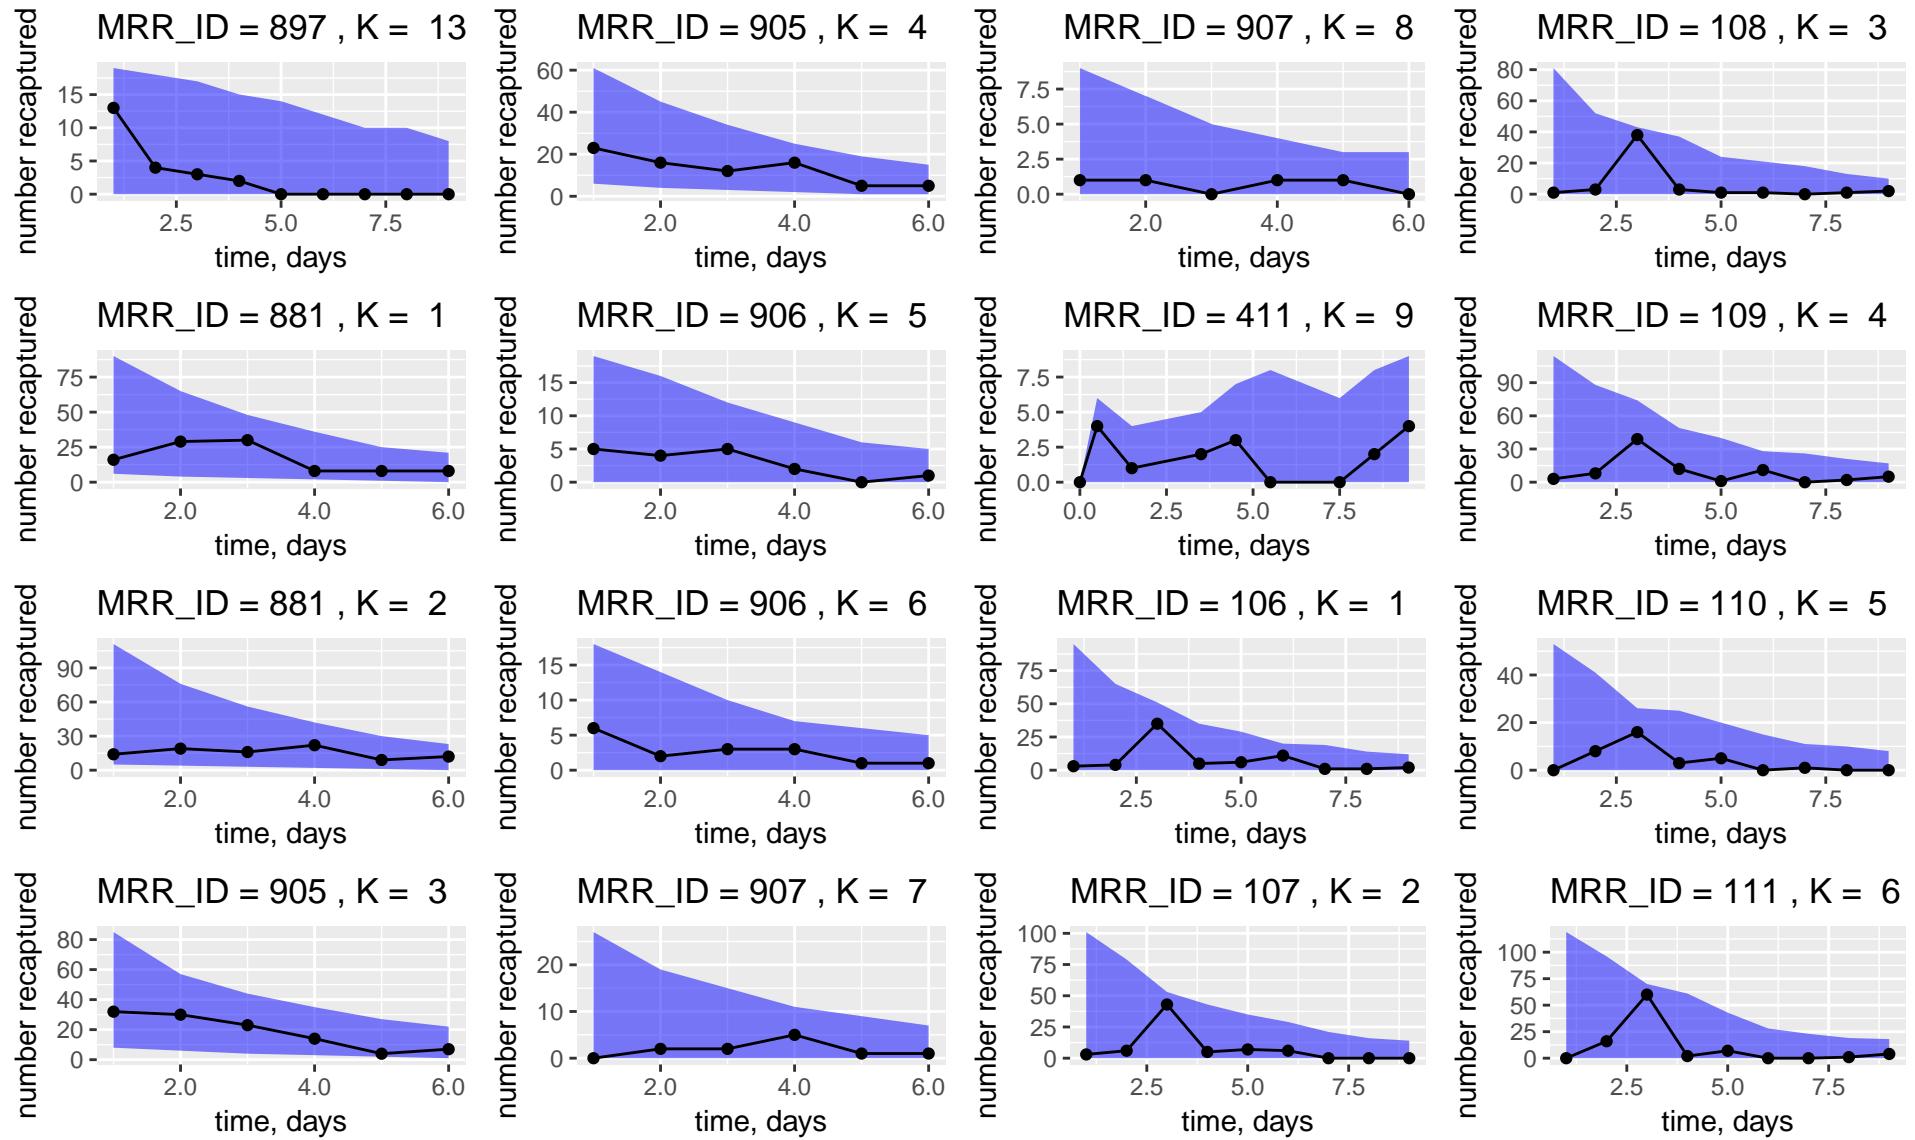 MRR_ID = 897 , K =  13
number recaptured
15
10
5
0
2.5 5.0 7.5
time, days
MRR_ID = 905 , K =  4
number recaptured
60
40
20
0
2.0 4.0 6.0
time, days
MRR_ID = 907 , K =  8
number recaptured
7.5
5.0
2.5
0.0
2.0 4.0 6.0
time, days
MRR_ID = 108 , K =  3
number recaptured
80
60
40
20
0
2.5 5.0 7.5
time, days
MRR_ID = 881 , K =  1
number recaptured
75
50
25
0
2.0 4.0 6.0
time, days
MRR_ID = 906 , K =  5
number recaptured
15
10
5
0
2.0 4.0 6.0
time, days
MRR_ID = 411 , K =  9
number recaptured
7.5
5.0
2.5
0.0
0.0 2.5 5.0 7.5
time, days
MRR_ID = 109 , K =  4
number recaptured
90
60
30
0
2.5 5.0 7.5
time, days
MRR_ID = 881 , K =  2
number recaptured
90
60
30
0
2.0 4.0 6.0
time, days
MRR_ID = 906 , K =  6
number recaptured
15
10
5
0
2.0 4.0 6.0
time, days
MRR_ID = 106 , K =  1
number recaptured
75
50
25
0
2.5 5.0 7.5
time, days
MRR_ID = 110 , K =  5
number recaptured
40
20
0
2.5 5.0 7.5
time, days
MRR_ID = 905 , K =  3
number recaptured
80
60
40
20
0
2.0 4.0 6.0
time, days
MRR_ID = 907 , K =  7
number recaptured
20
10
0
2.0 4.0 6.0
time, days
MRR_ID = 107 , K =  2
number recaptured
100
75
50
25
0
2.5 5.0 7.5
time, days
MRR_ID = 111 , K =  6
number recaptured
100
75
50
25
0
2.5 5.0 7.5
time, days